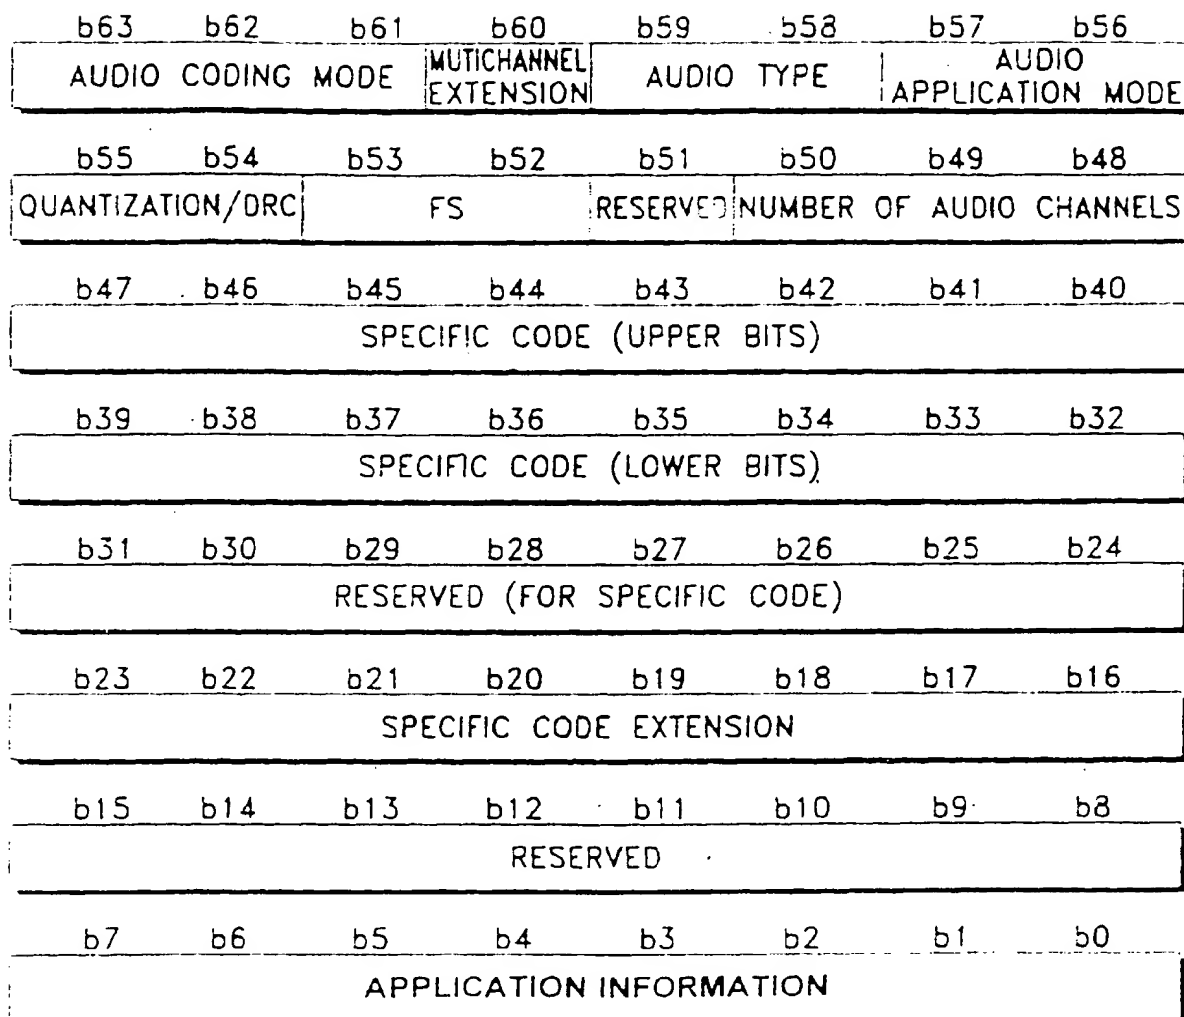 b63 b62 b61 b60 b59 b58 b57 b56
AUDIO CODING MODE MUTICHANNEL EXTENSION AUDIO TYPE AUDIO APPLICATION MODE
b55 b54 b53 b52 b51 b50 b49 b48
QUANTIZATION/DRC FS RESERVED NUMBER OF AUDIO CHANNELS
b47 b46 b45 b44 b43 b42 b41 b40
SPECIFIC CODE (UPPER BITS)
b39 b38 b37 b36 b35 b34 b33 b32
SPECIFIC CODE (LOWER BITS)
b31 b30 b29 b28 b27 b26 b25 b24
RESERVED (FOR SPECIFIC CODE)
b23 b22 b21 b20 b19 b18 b17 b16
SPECIFIC CODE EXTENSION
b15 b14 b13 b12 b11 b10 b9 b8
RESERVED
b7 b6 b5 b4 b3 b2 b1 b0
APPLICATION INFORMATION